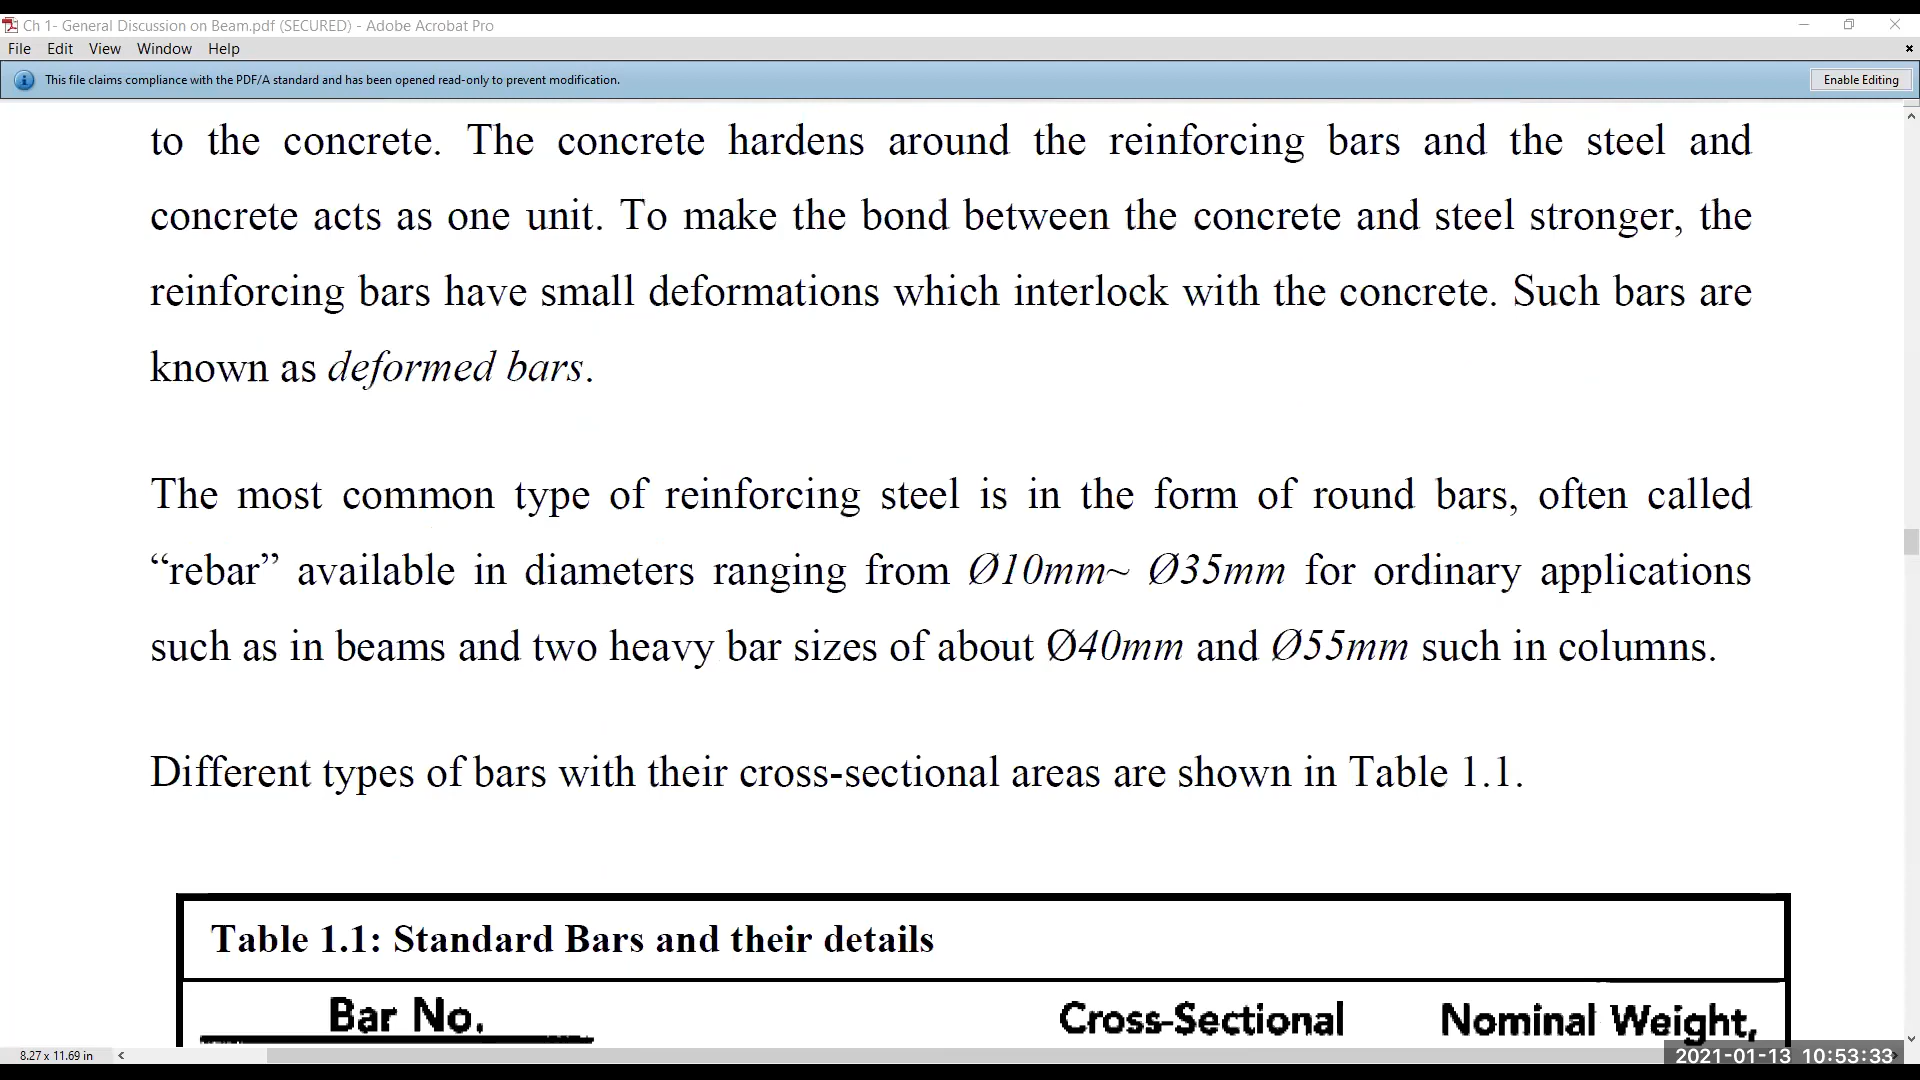 Ch 1- General Discussion on Beam.pdf (SECURED) - Adobe Acrobat Pro
File Edit View Window Help
This file claims compliance with the PDF/A standard and has been opened read-only to prevent modification.
Enable Editing
to the concrete. The concrete hardens around the reinforcing bars and the steel and
concrete acts as one unit. To make the bond between the concrete and steel stronger, the
reinforcing bars have small deformations which interlock with the concrete. Such bars are
known as deformed bars.
The most common type of reinforcing steel is in the form of round bars, often called
“rebar” available in diameters ranging from Ø10mm~ Ø35mm for ordinary applications
such as in beams and two heavy bar sizes of about Ø40mm and Ø55mm such in columns.
Different types of bars with their cross-sectional areas are shown in Table 1.1.
Table 1.1: Standard Bars and their details
Bar No. Cross-Sectional Nominal Weight,
8.27 x 11.69 in
2021-01-13 10:53:33